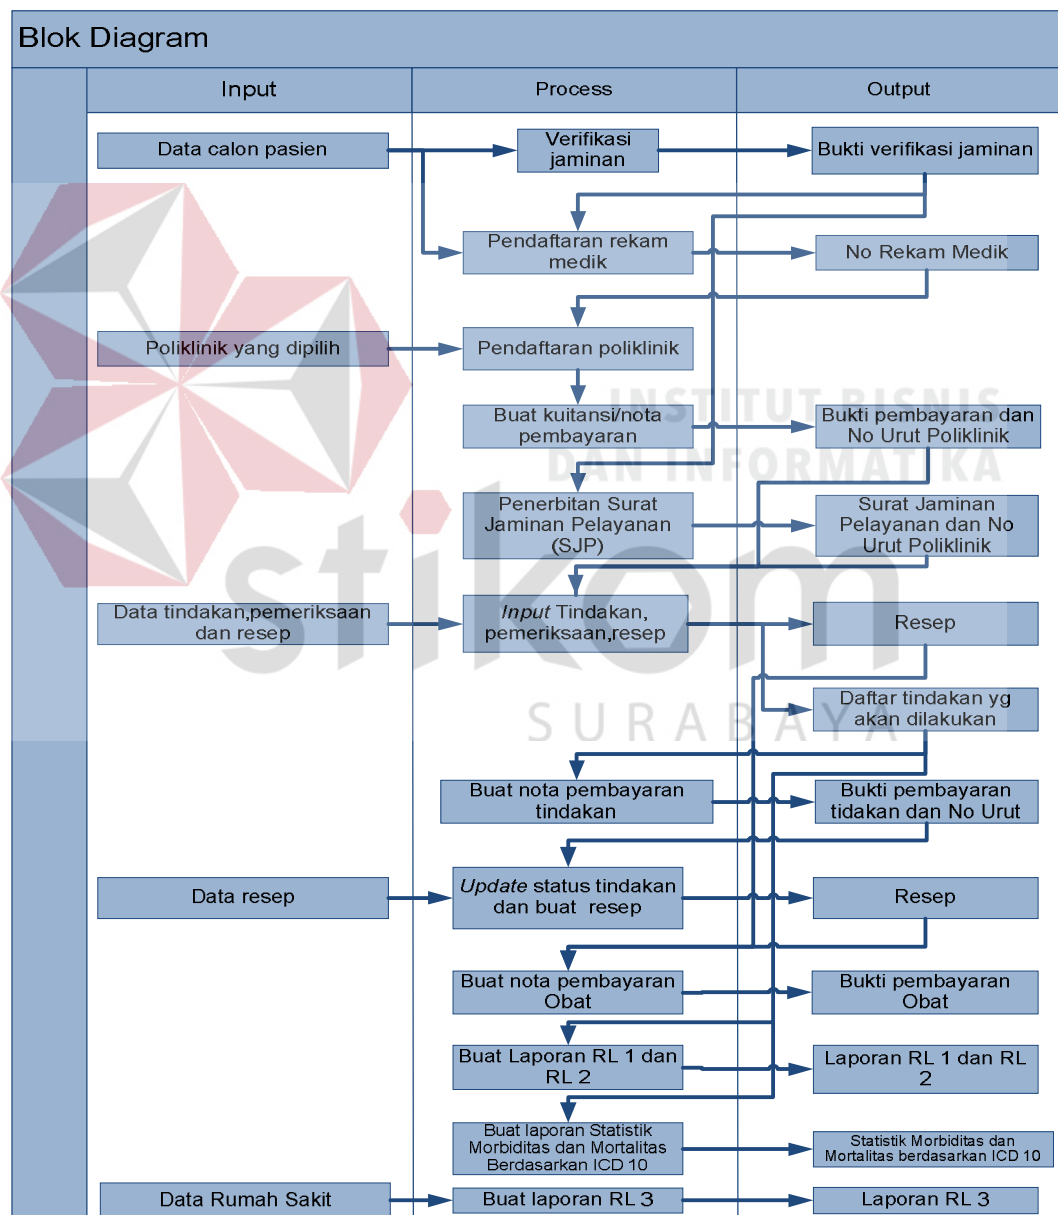 Blok Diagram
Input
Process
Output
Data calon pasien
Verifikasi
jaminan
Bukti verifikasi jaminan
Pendaftaran rekam
medik
No Rekam Medik
Poliklinik yang dipilih
Pendaftaran poliklinik
INSTITUT BISNIS
DAN INFORMATIKA
Buat kuitansi/nota
pembayaran
Bukti pembayaran dan
No Urut Poliklinik
Penerbitan Surat
Jaminan Pelayanan
(SJP)
Surat Jaminan
Pelayanan dan No
Urut Poliklinik
stikom
SURABAYA
Data tindakan,pemeriksaan
dan resep
Input Tindakan,
pemeriksaan,resep
Resep
Daftar tindakan yg
akan dilakukan
Buat nota pembayaran
tindakan
Bukti pembayaran
tidakan dan No Urut
Data resep
Update status tindakan
dan buat resep
Resep
Buat nota pembayaran
Obat
Bukti pembayaran
Obat
Buat Laporan RL 1 dan
RL 2
Laporan RL 1 dan RL
2
Buat laporan Statistik
Morbiditas dan Mortalitas
Berdasarkan ICD 10
Statistik Morbiditas dan
Mortalitas berdasarkan ICD 10
Data Rumah Sakit
Buat laporan RL 3
Laporan RL 3